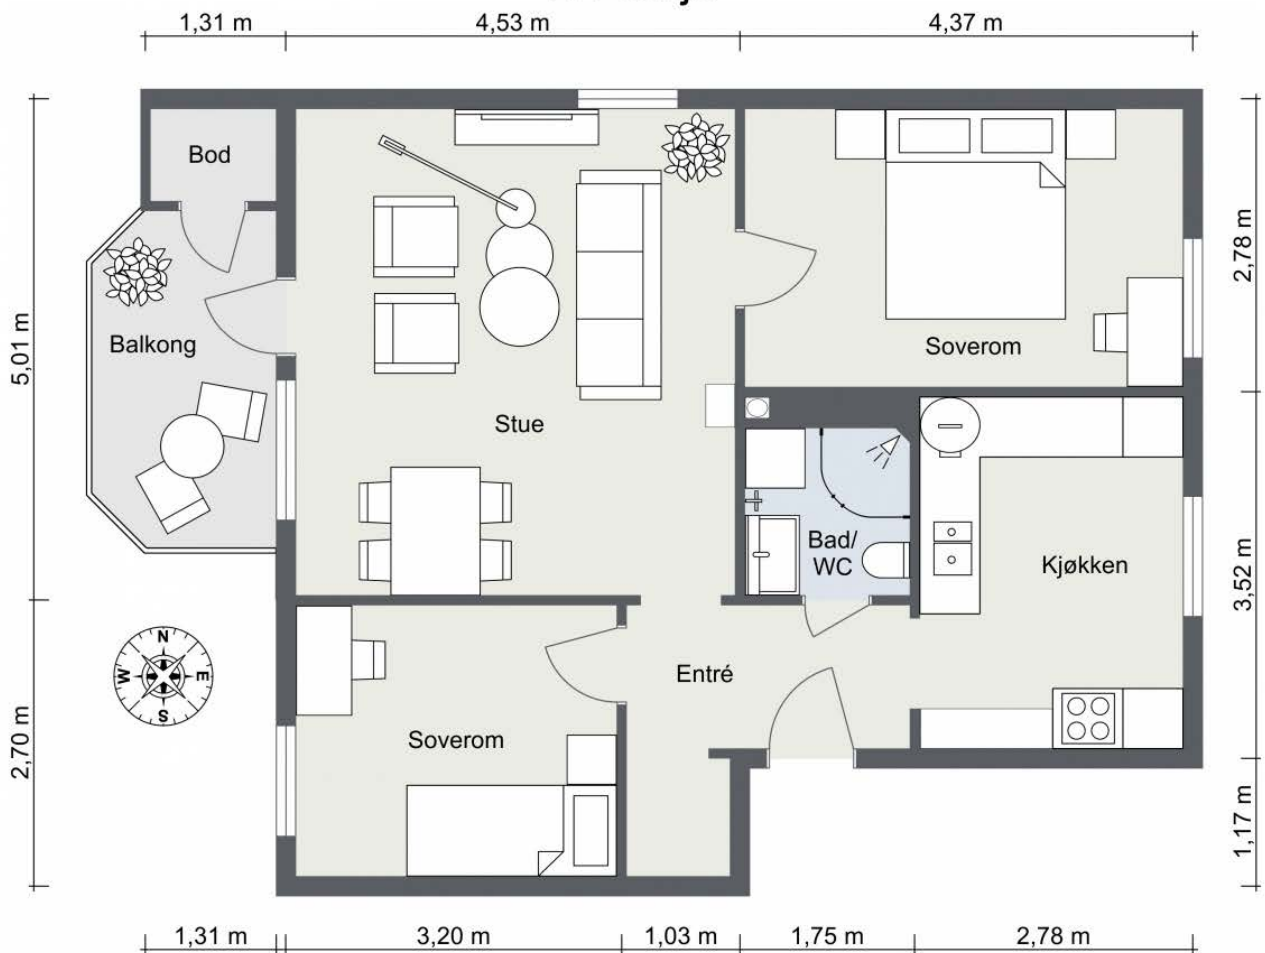 1,31 m
4,53 m
4,37 m
Bod
2,78 m
5,01 m
Balkong
Soverom
Stue
Bad/
WC
Kjøkken
3,52 m
N
W
E
S
Entré
2,70 m
Soverom
1,17 m
1,31 m
3,20 m
1,03 m
1,75 m
2,78 m